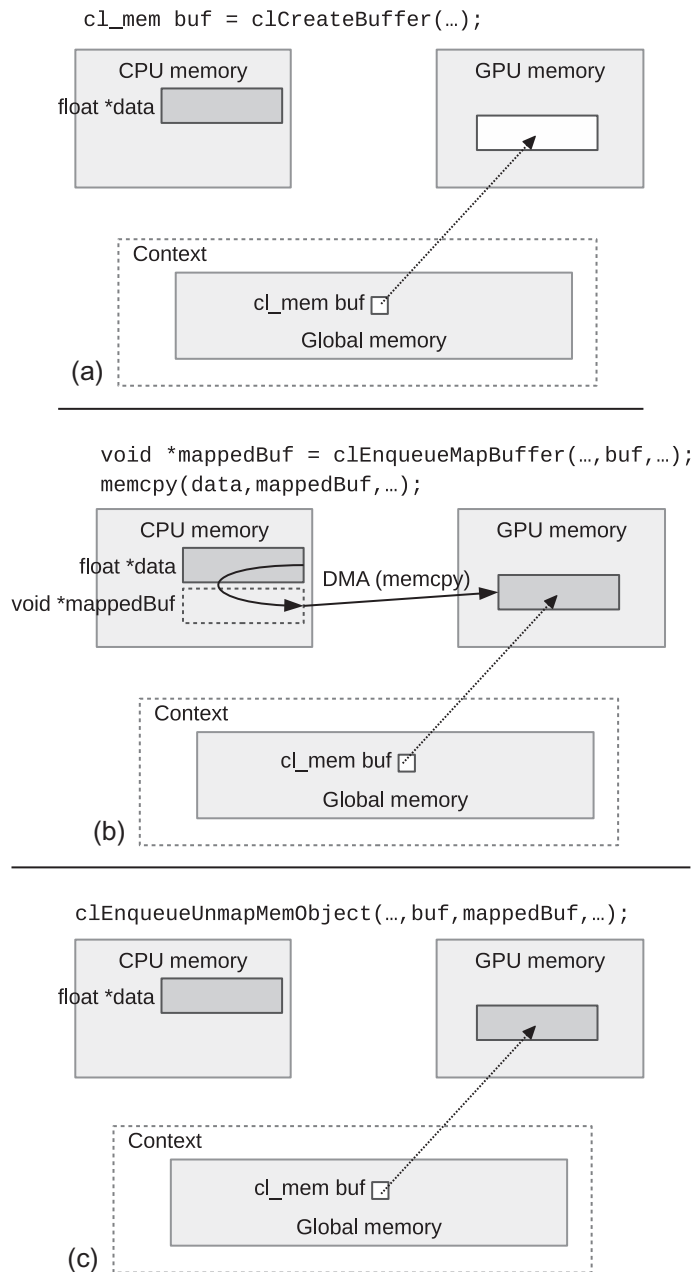 cl_mem buf = clCreateBuffer(…);
CPU memory
GPU memory
float *data
Context
cl_mem buf
Global memory
(a)
void *mappedBuf = clEnqueueMapBuffer(…,buf,…);
memcpy(data,mappedBuf,…);
CPU memory
GPU memory
float *data
DMA (memcpy)
void *mappedBuf
Context
cl_mem buf
Global memory
(b)
clEnqueueUnmapMemObject(…,buf,mappedBuf,…);
CPU memory
GPU memory
float *data
Context
cl_mem buf
Global memory
(c)